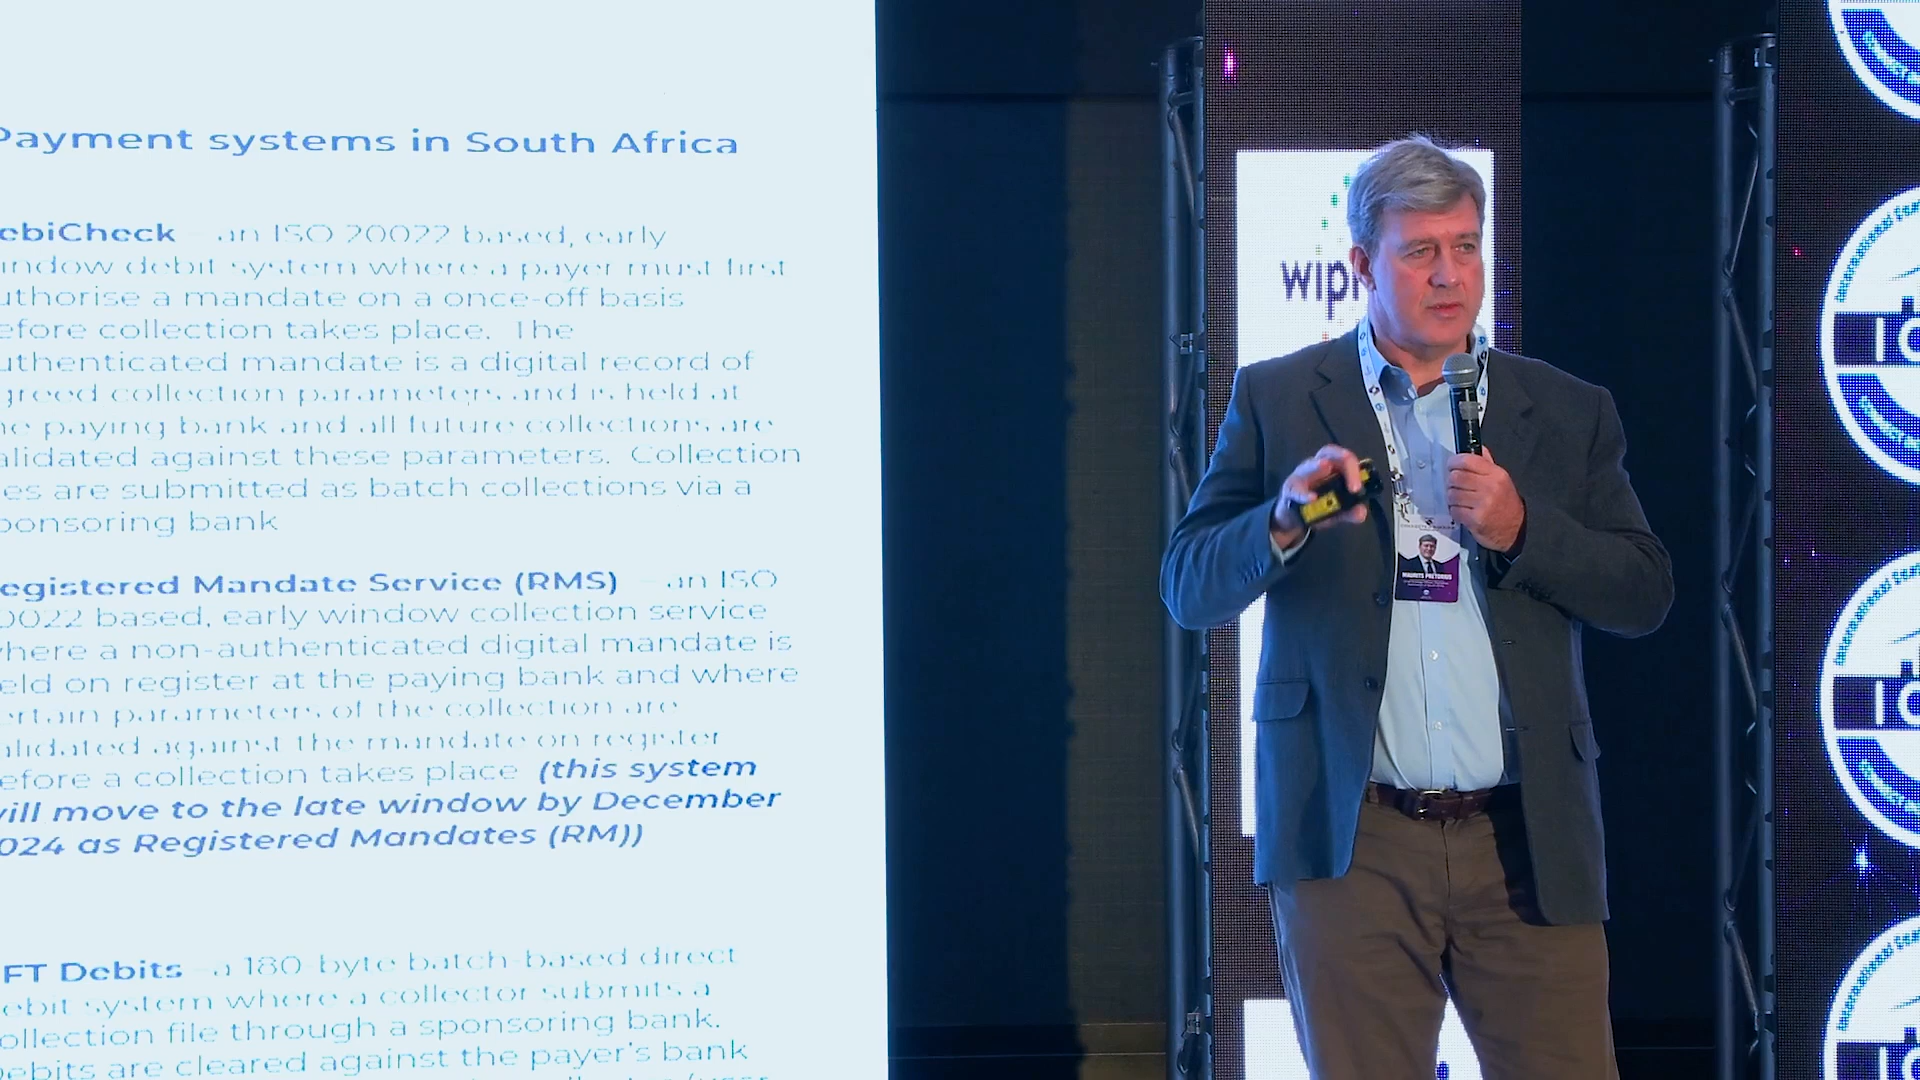 Payment systems in South Africa
ebiCheck – an ISO 20022 based, early
indow debit system where a payer must first
uthorise a mandate on a once-off basis
efore collection takes place. The
uthenticated mandate is a digital record of
greed collection parameters and is held at
he paying bank and all future collections are
alidated against these parameters. Collection
es are submitted as batch collections via a
ponsoring bank
egistered Mandate Service (RMS) – an ISO
0022 based, early window collection service
here a non-authenticated digital mandate is
eld on register at the paying bank and where
ertain parameters of the collection are
alidated against the mandate on register
efore a collection takes place (this system
will move to the late window by December
024 as Registered Mandates (RM))
FT Debits – a 180 byte batch-based direct
ebit system where a collector submits a
ollection file through a sponsoring bank.
ebits are cleared against the payer's bank
wip
MAURITS PRETORIUS